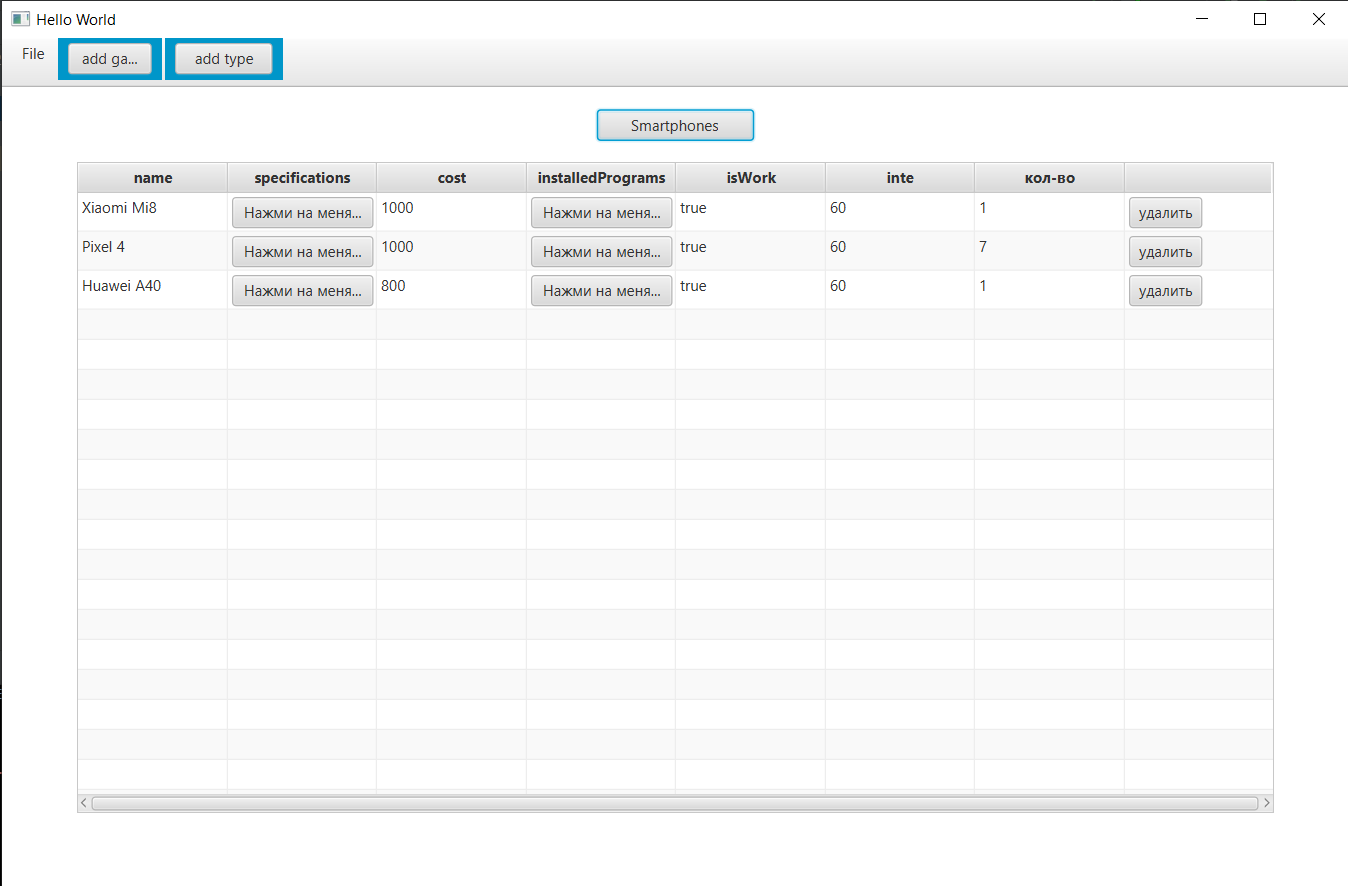 Hello World
File add ga... add type
Smartphones
name specifications cost installedPrograms isWork inte кол-во
Xiaomi Mi8 Нажми на меня... 1000 Нажми на меня... true 60 1 удалить
Pixel 4 Нажми на меня... 1000 Нажми на меня... true 60 7 удалить
Huawei A40 Нажми на меня... 800 Нажми на меня... true 60 1 удалить